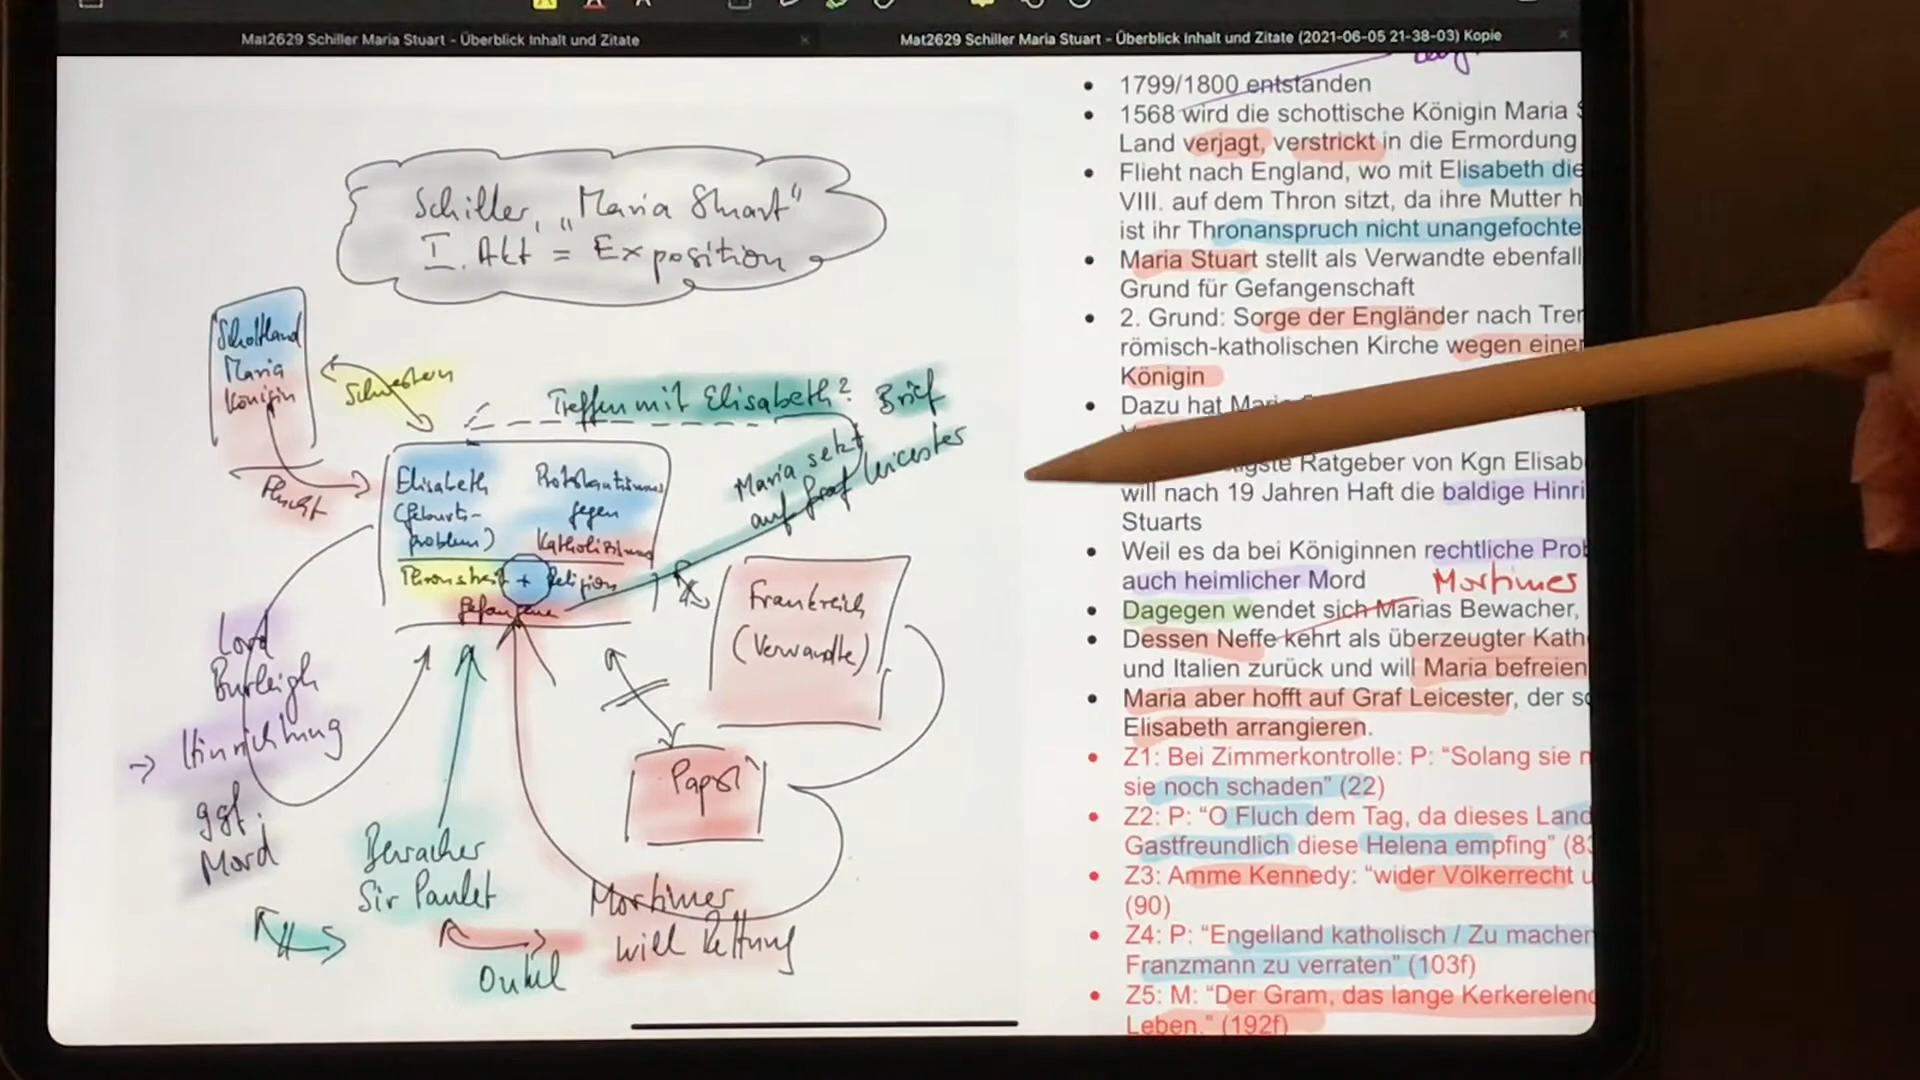 Mat2629 Schiller Maria Stuart - Überblick Inhalt und Zitate
Mat2629 Schiller Maria Stuart - Überblick Inhalt und Zitate (2021-06-05 21-38-03) Kopie
Schiller, „Maria Stuart"
I. Akt = Exposition
Schottland
Maria
Königin
Schwestern
Flucht
Treffen mit Elisabeth? Brief
Maria setzt
auf Graf Leicester
Elisabeth
(Geburts-
problem)
Protestantismus
gegen
Katholizismus
Thronstreit + Religion
Gefangene
Frankreich
(Verwandte)
Papst
Lord
Burleigh
→ Hinrichtung
ggf.
Mord
Bewacher
Sir Paulet
Mortimer
will Rettung
Onkel
• 1799/1800 entstanden
• 1568 wird die schottische Königin Maria
Land verjagt, verstrickt in die Ermordung
• Flieht nach England, wo mit Elisabeth die
VIII. auf dem Thron sitzt, da ihre Mutter
ist ihr Thronanspruch nicht unangefochte
• Maria Stuart stellt als Verwandte ebenfall
Grund für Gefangenschaft
• 2. Grund: Sorge der Engländer nach Tren
römisch-katholischen Kirche wegen einer
Königin
• Dazu hat
Ratgeber von Kgn Elisab
will nach 19 Jahren Haft die baldige Hinri
Stuarts
• Weil es da bei Königinnen rechtliche Prob
auch heimlicher Mord Mortimer
• Dagegen wendet sich Marias Bewacher,
• Dessen Neffe kehrt als überzeugter Kath
und Italien zurück und will Maria befreien
• Maria aber hofft auf Graf Leicester, der so
Elisabeth arrangieren.
• Z1: Bei Zimmerkontrolle: P: “Solang sie n
sie noch schaden” (22)
• Z2: P: “O Fluch dem Tag, da dieses Land
Gastfreundlich diese Helena empfing” (83
• Z3: Amme Kennedy: “wider Völkerrecht u
(90)
• Z4: P: “Engelland katholisch / Zu machen
Franzmann zu verraten” (103f)
• Z5: M: “Der Gram, das lange Kerkerelend
Leben.” (192f)